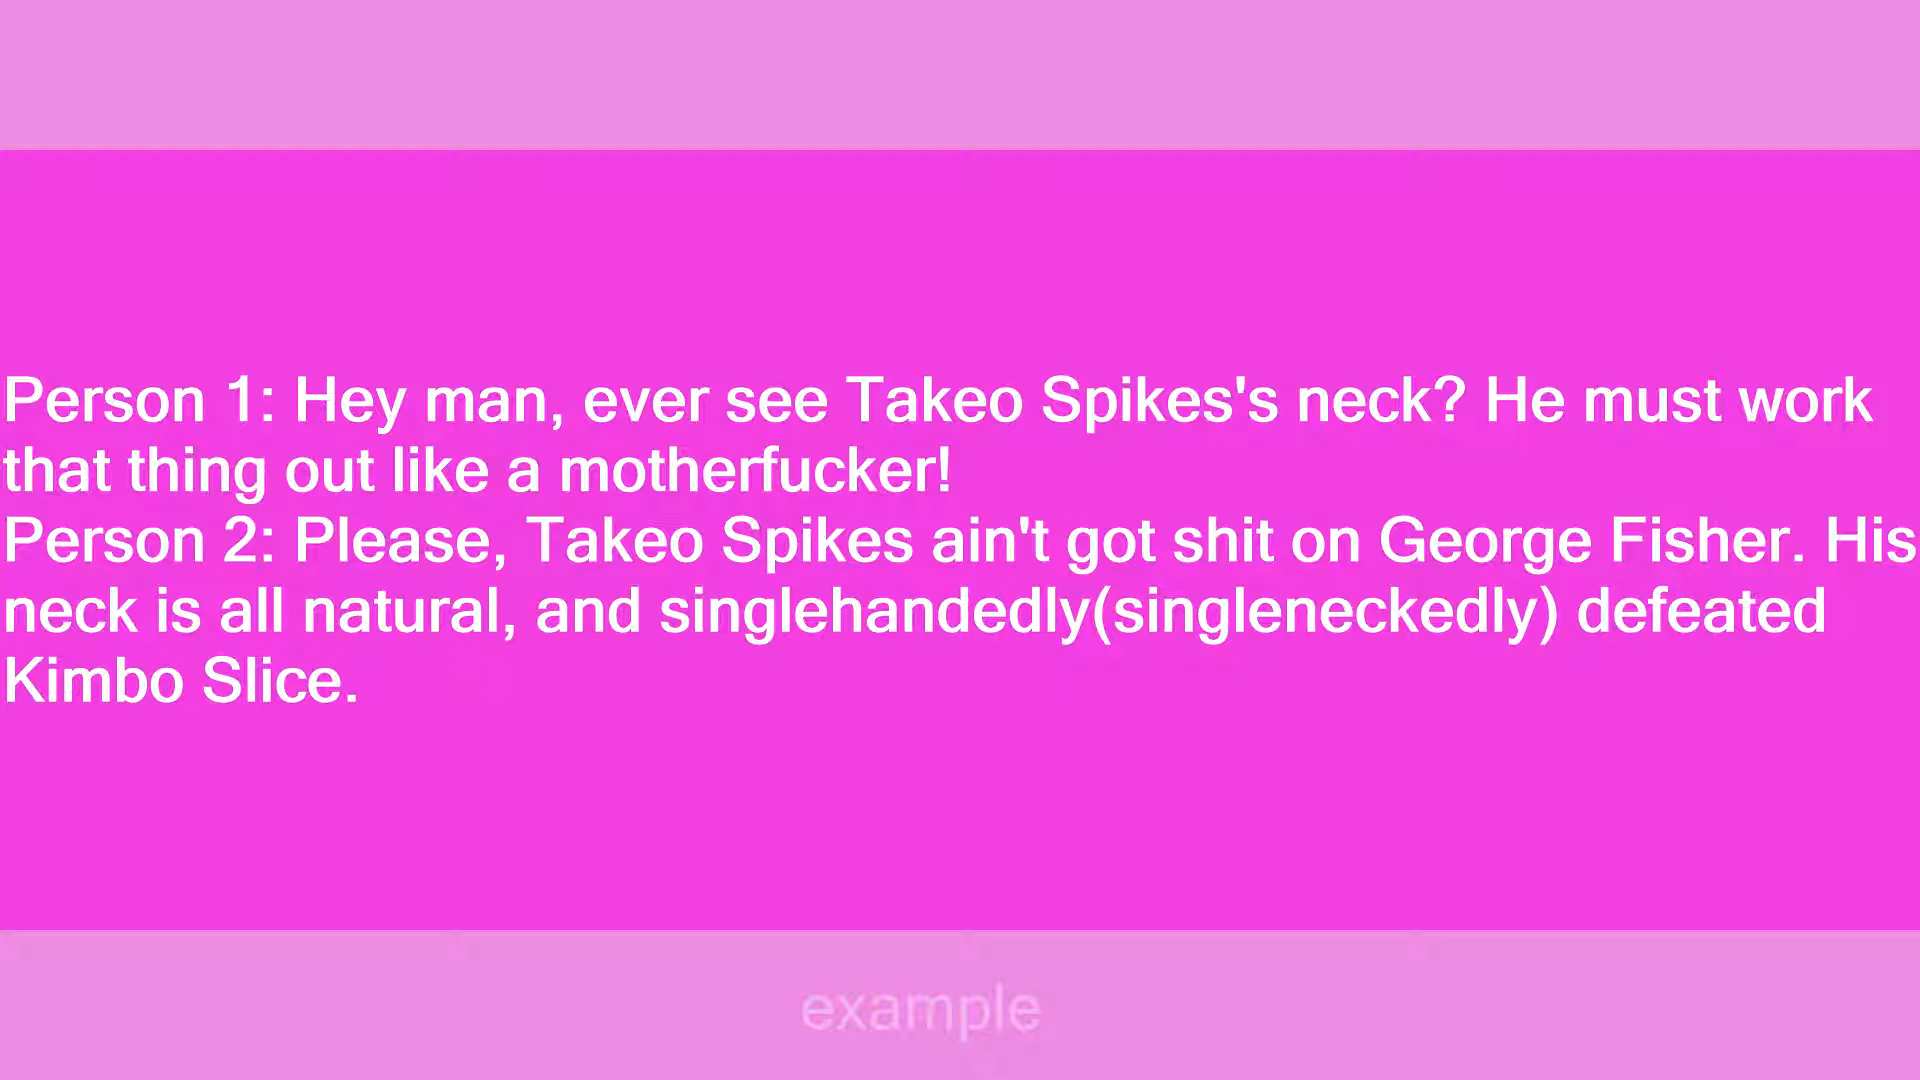 Person 1: Hey man, ever see Takeo Spikes's neck? He must work
that thing out like a motherfucker!
Person 2: Please, Takeo Spikes ain't got shit on George Fisher. His
neck is all natural, and singlehandedly(singleneckedly) defeated
Kimbo Slice.
example